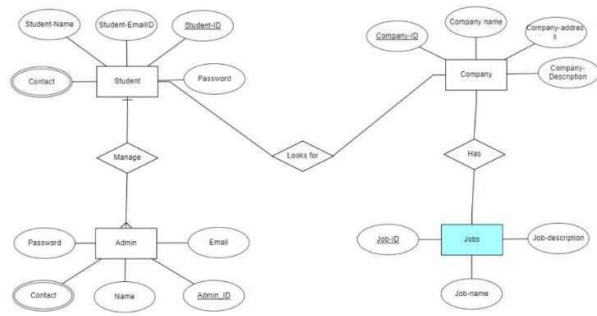 Student-Name
Student-EmailID
Student-ID
Contact
Student
Password
Company-ID
Company name
Company-addres
s
Company
Company-
Description
Manage
Looks for
Has
Password
Admin
Email
Contact
Name
Admin_ID
Job-ID
Jobs
Job-description
Job-name